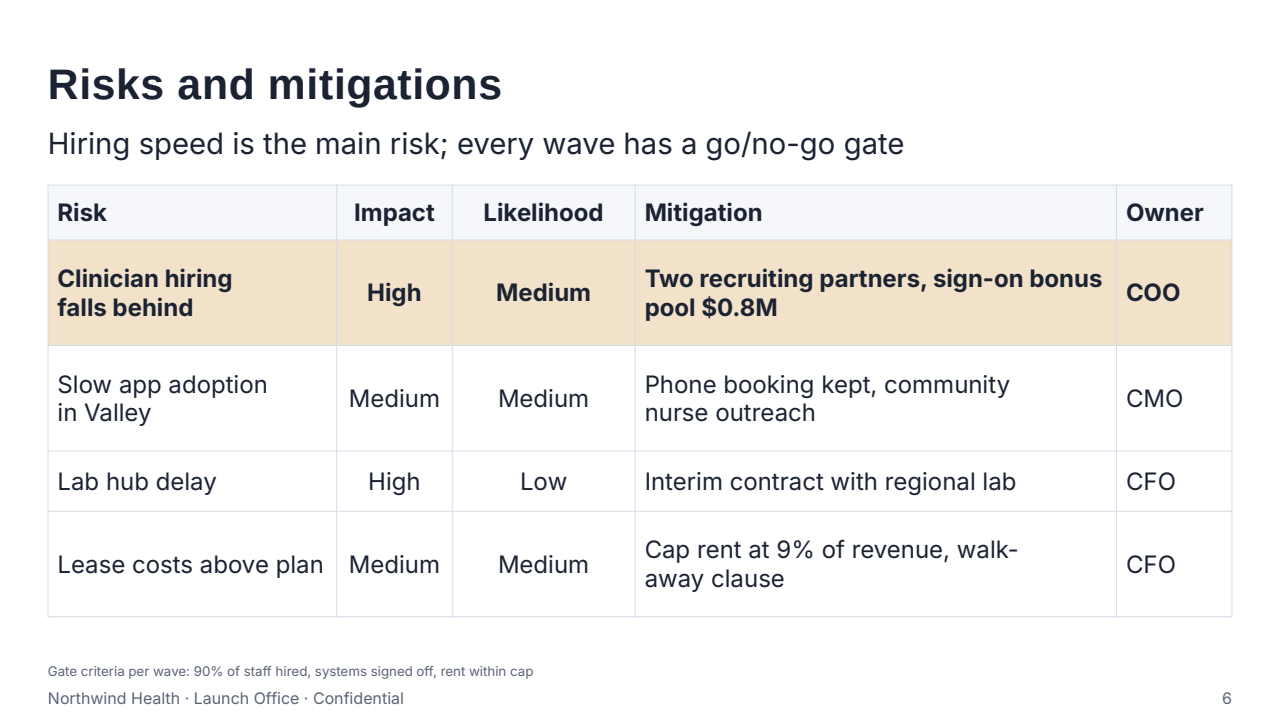 Risks and mitigations
Hiring speed is the main risk; every wave has a go/no-go gate
Risk Impact Likelihood Mitigation Owner
Clinician hiring
falls behind
High Medium
Two recruiting partners, sign-on bonus
pool $0.8M
COO
Slow app adoption
in Valley
Medium Medium
Phone booking kept, community
nurse outreach
CMO
Lab hub delay High Low Interim contract with regional lab CFO
Lease costs above plan Medium Medium
Cap rent at 9% of revenue, walk-
away clause
CFO
Gate criteria per wave: 90% of staff hired, systems signed off, rent within cap
Northwind Health · Launch Office · Confidential 6